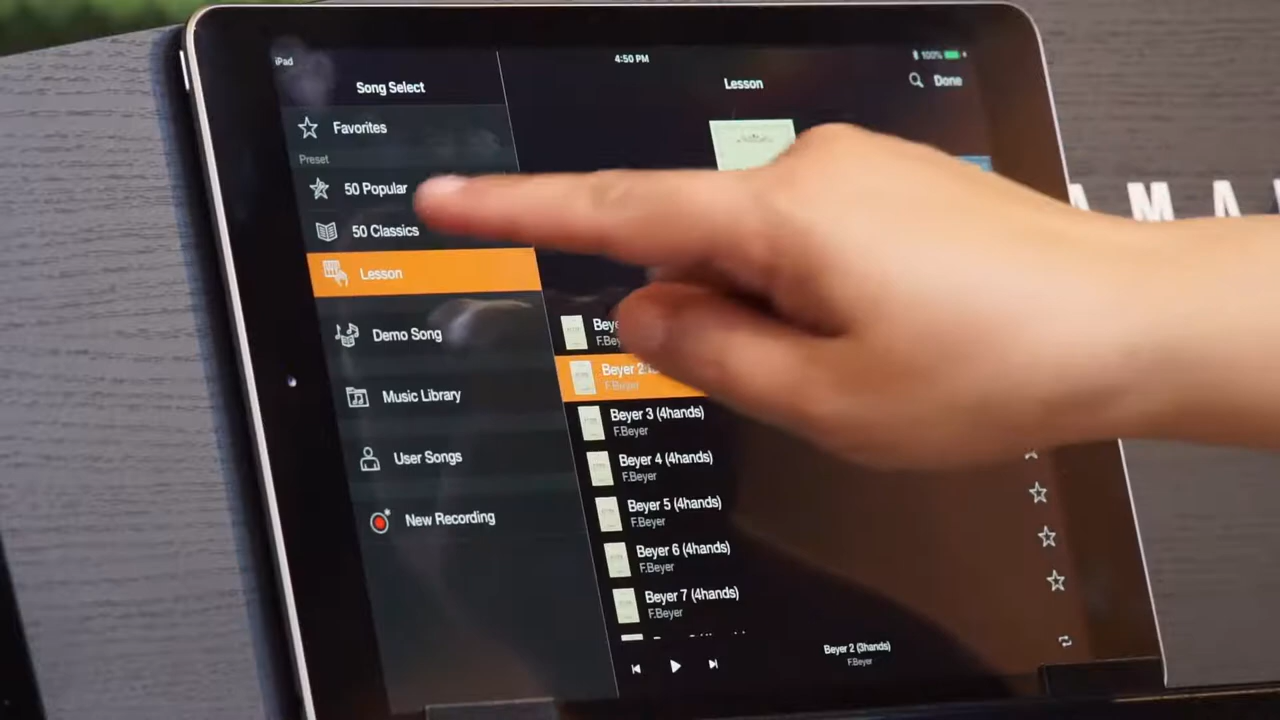 iPad
4:50 PM
100%
Song Select
Lesson
Done
Favorites
Preset
50 Popular
50 Classics
Lesson
Demo Song
Music Library
User Songs
New Recording
F.Beyer
Beyer 3 (4hands)
F.Beyer
Beyer 4 (4hands)
F.Beyer
Beyer 5 (4hands)
F.Beyer
Beyer 6 (4hands)
F.Beyer
Beyer 7 (4hands)
F.Beyer
Beyer 2 (3hands)
F.Beyer